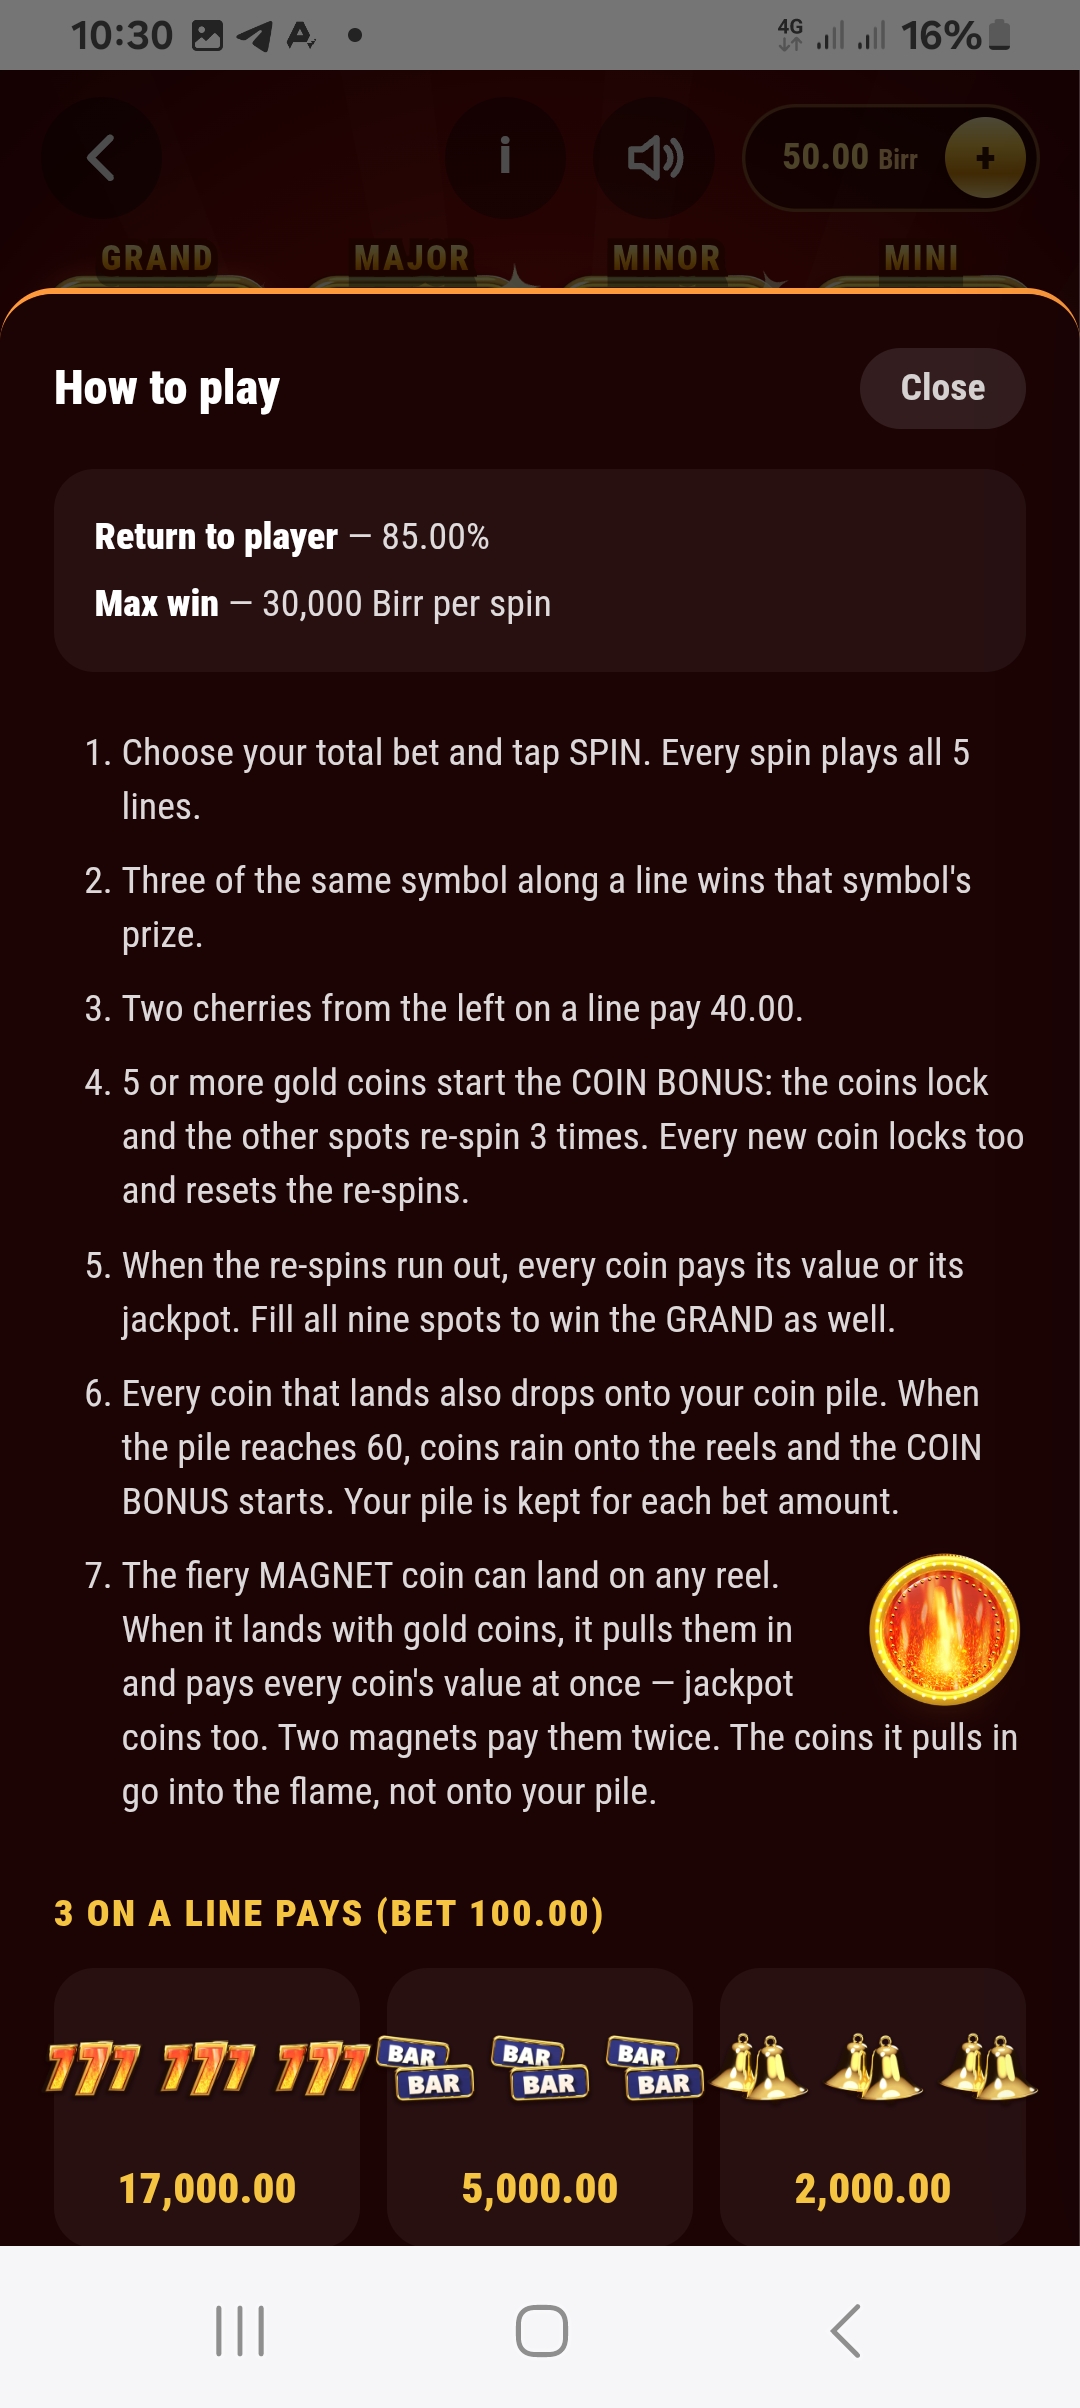 10:30
4G
16%
i
50.00 Birr
+
GRAND
MAJOR
MINOR
MINI
How to play
Close
Return to player — 85.00%
Max win — 30,000 Birr per spin
1. Choose your total bet and tap SPIN. Every spin plays all 5
lines.
2. Three of the same symbol along a line wins that symbol's
prize.
3. Two cherries from the left on a line pay 40.00.
4. 5 or more gold coins start the COIN BONUS: the coins lock
and the other spots re-spin 3 times. Every new coin locks too
and resets the re-spins.
5. When the re-spins run out, every coin pays its value or its
jackpot. Fill all nine spots to win the GRAND as well.
6. Every coin that lands also drops onto your coin pile. When
the pile reaches 60, coins rain onto the reels and the COIN
BONUS starts. Your pile is kept for each bet amount.
7. The fiery MAGNET coin can land on any reel.
When it lands with gold coins, it pulls them in
and pays every coin's value at once — jackpot
coins too. Two magnets pay them twice. The coins it pulls in
go into the flame, not onto your pile.
3 ON A LINE PAYS (BET 100.00)
777 777 777
BAR BAR BAR
BAR BAR BAR
17,000.00
5,000.00
2,000.00